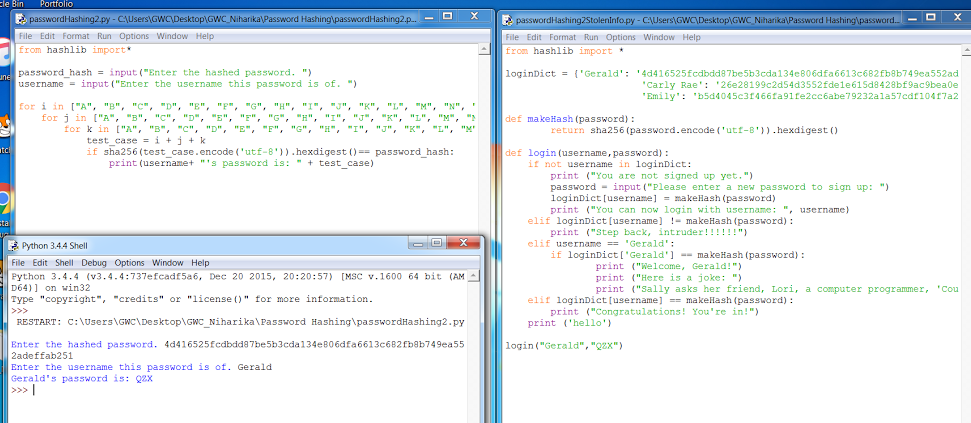 cle Bin
Portfolio
passwordHashing2.py - C:\Users\GWC\Desktop\GWC_Niharika\Password Hashing\passwordHashing2.p...
File Edit Format Run Options Window Help
from hashlib import*
password_hash = input("Enter the hashed password. ")
username = input("Enter the username this password is of. ")
for i in ["A", "B", "C", "D", "E", "F", "G", "H", "I", "J", "K", "L", "M", "N", '
for j in ["A", "B", "C", "D", "E", "F", "G", "H", "I", "J", "K", "L", "M", "N
for k in ["A", "B", "C", "D", "E", "F", "G", "H", "I", "J", "K", "L", "M"
test_case = i + j + k
if sha256(test_case.encode('utf-8')).hexdigest()== password_hash:
print(username+ "'s password is: " + test_case)
Python 3.4.4 Shell
File Edit Shell Debug Options Window Help
Python 3.4.4 (v3.4.4:737efcadf5a6, Dec 20 2015, 20:20:57) [MSC v.1600 64 bit (AM
D64)] on win32
Type "copyright", "credits" or "license()" for more information.
>>>
RESTART: C:\Users\GWC\Desktop\GWC_Niharika\Password Hashing\passwordHashing2.py
Enter the hashed password. 4d416525fcdbdd87be5b3cda134e806dfa6613c682fb8b749ea55
2adeffab251
Enter the username this password is of. Gerald
Gerald's password is: QZX
>>>
passwordHashing2StolenInfo.py - C:\Users\GWC\Desktop\GWC_Niharika\Password Hashing\password...
File Edit Format Run Options Window Help
from hashlib import *
loginDict = {'Gerald': '4d416525fcdbdd87be5b3cda134e806dfa6613c682fb8b749ea552ad
'Carly Rae': '26e28199c2d54d3552fde1e615d8428bf9ac9bea0e
'Emily': 'b5d4045c3f466fa91fe2cc6abe79232a1a57cdf104f7a2
def makeHash(password):
return sha256(password.encode('utf-8')).hexdigest()
def login(username,password):
if not username in loginDict:
print ("You are not signed up yet.")
password = input("Please enter a new password to sign up: ")
loginDict[username] = makeHash(password)
print ("You can now login with username: ", username)
elif loginDict[username] != makeHash(password):
print ("Step back, intruder!!!!!!")
elif username == 'Gerald':
if loginDict['Gerald'] == makeHash(password):
print ("Welcome, Gerald!")
print ("Here is a joke: ")
print ("Sally asks her friend, Lori, a computer programmer, 'Cou
elif loginDict[username] == makeHash(password):
print ("Congratulations! You're in!")
print ('hello')
login("Gerald","QZX")